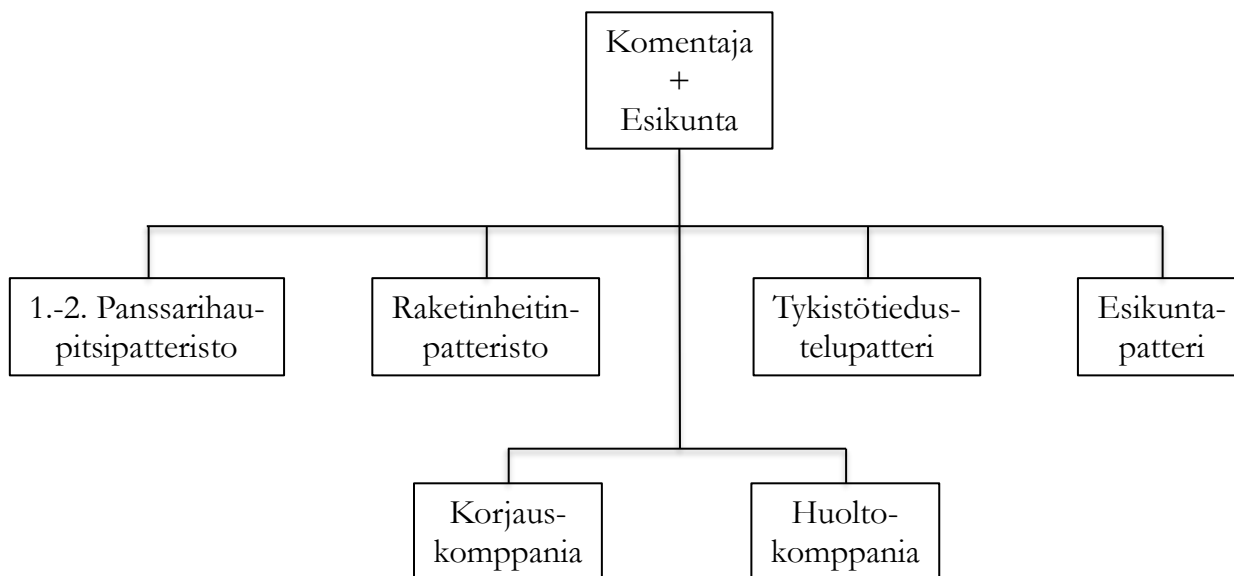 Komentaja
+
Esikunta
1.-2. Panssarihau-
pitsipatteristo
Raketinheitin-
patteristo
Tykistötiedus-
telupatteri
Esikunta-
patteri
Korjaus-
komppania
Huolto-
komppania